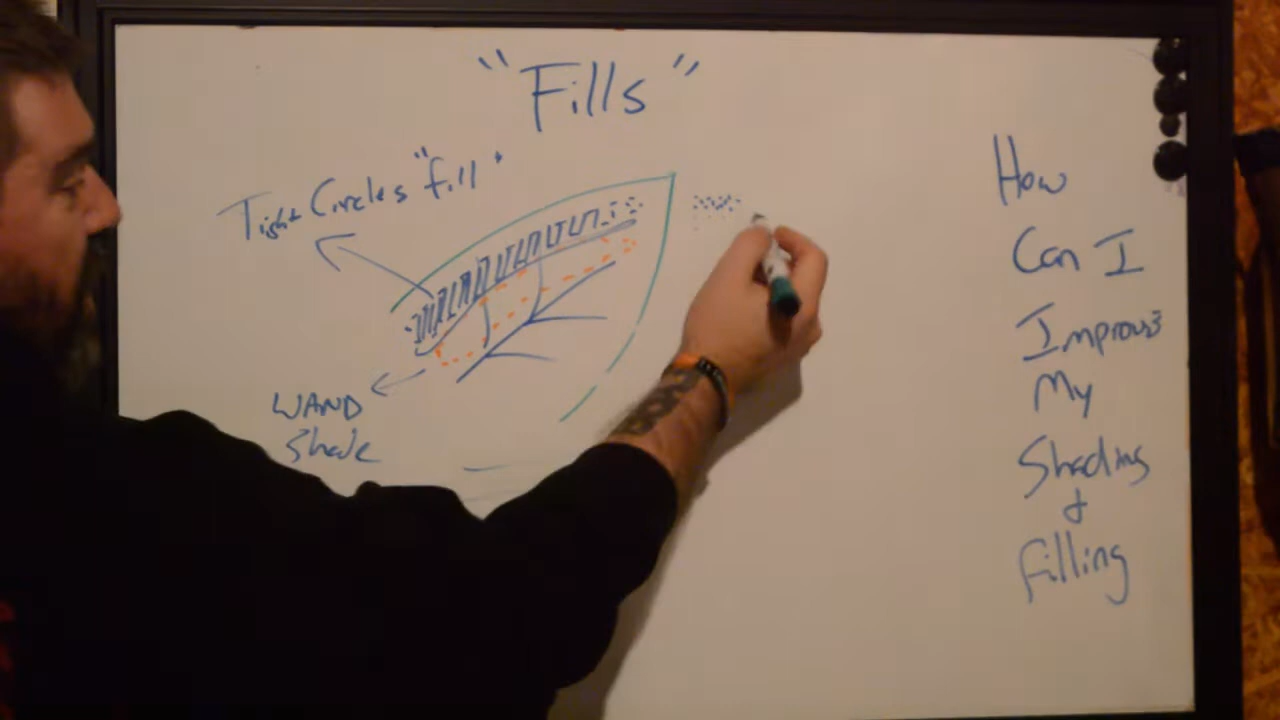 "Fills"
Tight Circles "fill"
WAND
Shade
How
Can I
Improve
My
Shading
&
Filling